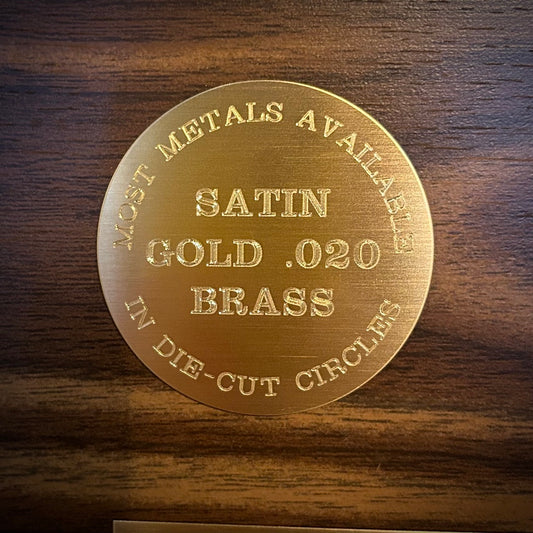 MOST METALS AVAILABLE
SATIN
GOLD .020
BRASS
IN DIE-CUT CIRCLES